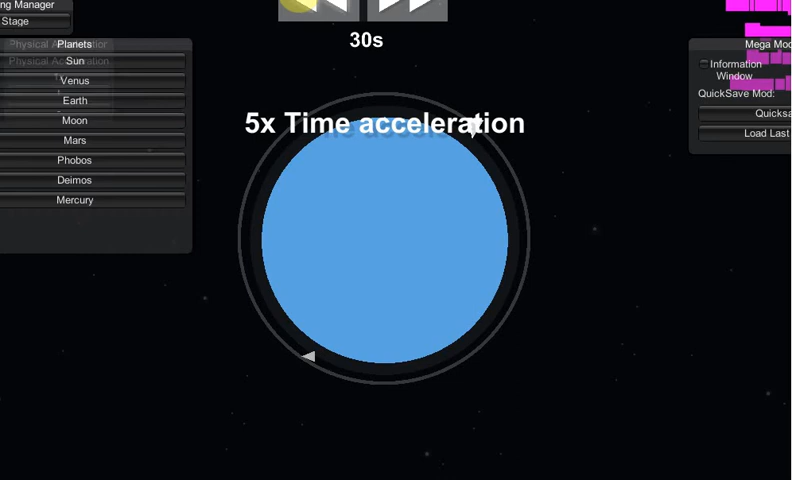 ng Manager
Stage
30s
Planets
Sun
Venus
Earth
Moon
Mars
Phobos
Deimos
Mercury
5x Time acceleration
Mega Mod
Information
Window
QuickSave Mod:
Quicksa
Load Last